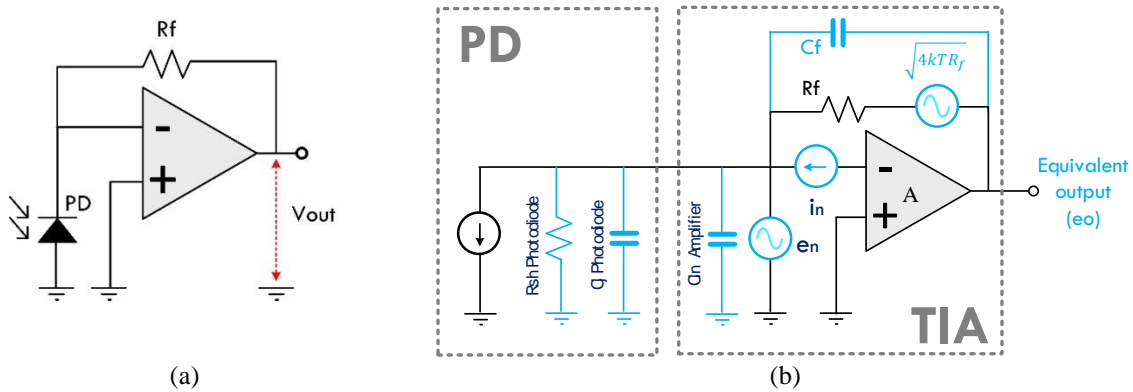 Rf
-
+
PD
Vout
(a)
PD
Rsh Photodiode
Cj Photodiode
Cin Amplifier
Cf
√4kTRf
Rf
in
en
-
+
A
Equivalent
output
(eo)
TIA
(b)